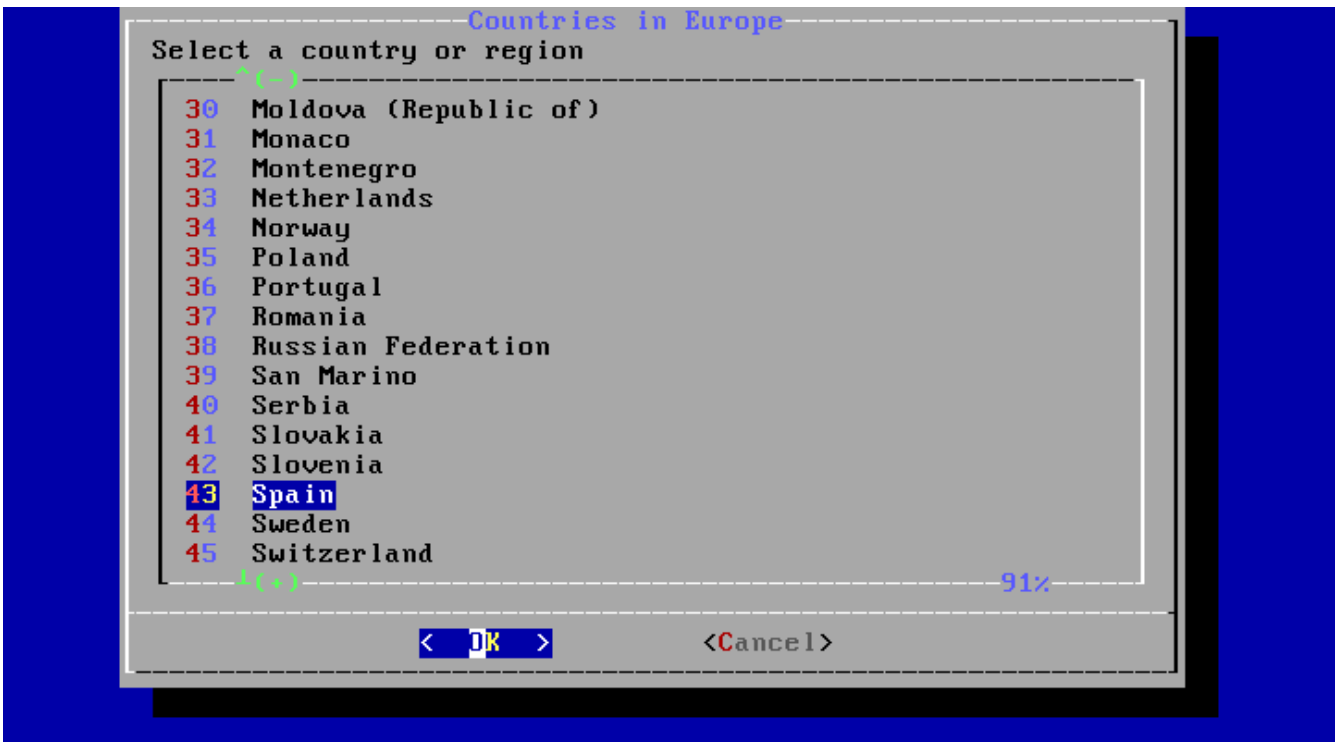 Countries in Europe
Select a country or region
^(-)
30 Moldova (Republic of)
31 Monaco
32 Montenegro
33 Netherlands
34 Norway
35 Poland
36 Portugal
37 Romania
38 Russian Federation
39 San Marino
40 Serbia
41 Slovakia
42 Slovenia
43 Spain
44 Sweden
45 Switzerland
┴(+) 91%
< OK > <Cancel>